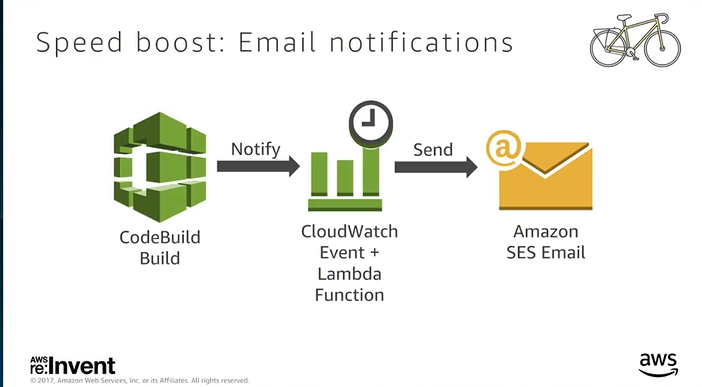 Speed boost: Email notifications
Notify
Send
@
CodeBuild
Build
CloudWatch
Event +
Lambda
Function
Amazon
SES Email
AWS
re:Invent
© 2017, Amazon Web Services, Inc. or its Affiliates. All rights reserved.
aws